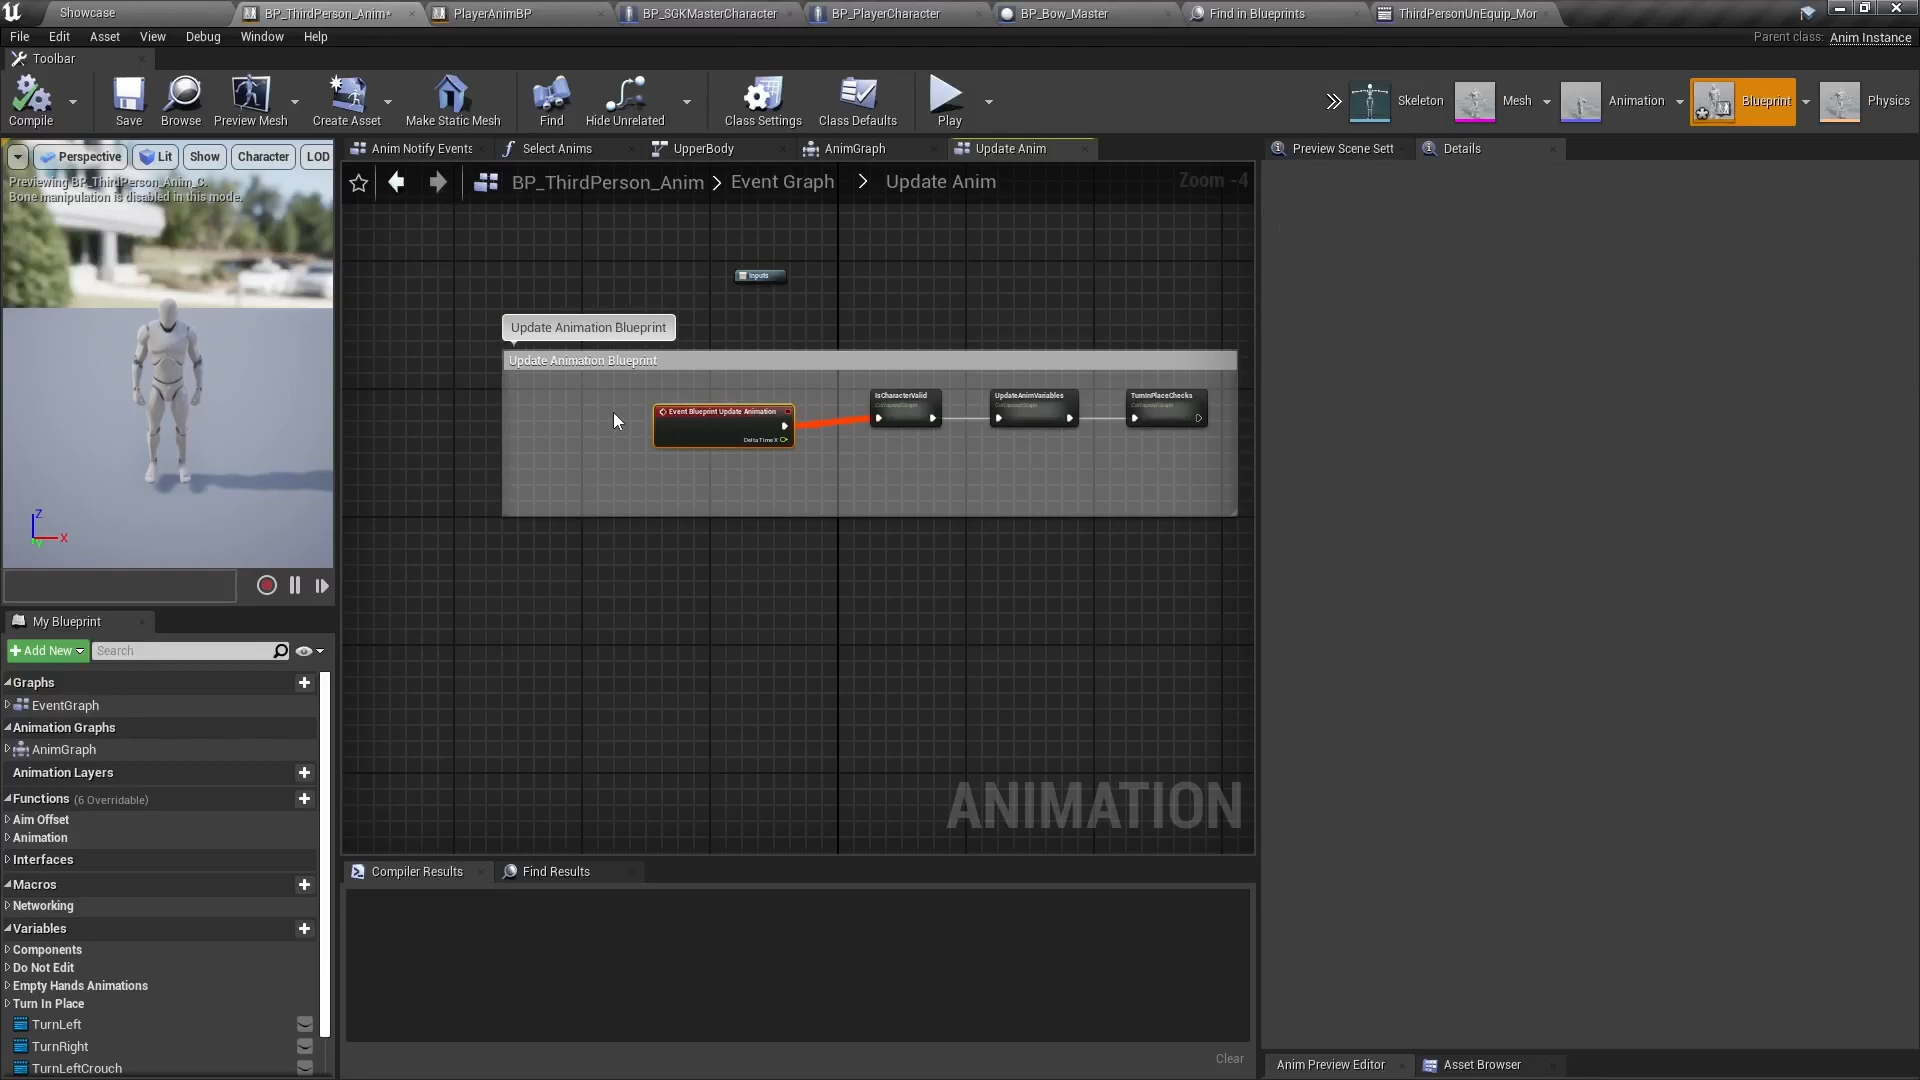 Showcase
BP_ThirdPerson_Anim*
PlayerAnimBP
BP_SGKMasterCharacter
BP_PlayerCharacter
BP_Bow_Master
Find in Blueprints
ThirdPersonUnEquip_Mor
File Edit Asset View Debug Window Help
Parent class: Anim Instance
Toolbar
Compile
Save
Browse
Preview Mesh
Create Asset
Make Static Mesh
Find
Hide Unrelated
Class Settings
Class Defaults
Play
Skeleton
Mesh
Animation
Blueprint
Physics
Perspective
Lit
Show
Character
LOD
Previewing BP_ThirdPerson_Anim_C.
Bone manipulation is disabled in this mode.
Z
X
Y
Anim Notify Events
Select Anims
UpperBody
AnimGraph
Update Anim
BP_ThirdPerson_Anim > Event Graph > Update Anim
Zoom -4
Inputs
Update Animation Blueprint
Update Animation Blueprint
Event Blueprint Update Animation
Delta Time X
IsCharacterValid
Collapsed Graph
UpdateAnimVariables
Collapsed Graph
TurnInPlaceChecks
Collapsed Graph
ANIMATION
Preview Scene Sett
Details
My Blueprint
Add New
Search
Graphs
EventGraph
Animation Graphs
AnimGraph
Animation Layers
Functions (6 Overridable)
Aim Offset
Animation
Interfaces
Macros
Networking
Variables
Components
Do Not Edit
Empty Hands Animations
Turn In Place
TurnLeft
TurnRight
TurnLeftCrouch
Compiler Results
Find Results
Clear
Anim Preview Editor
Asset Browser